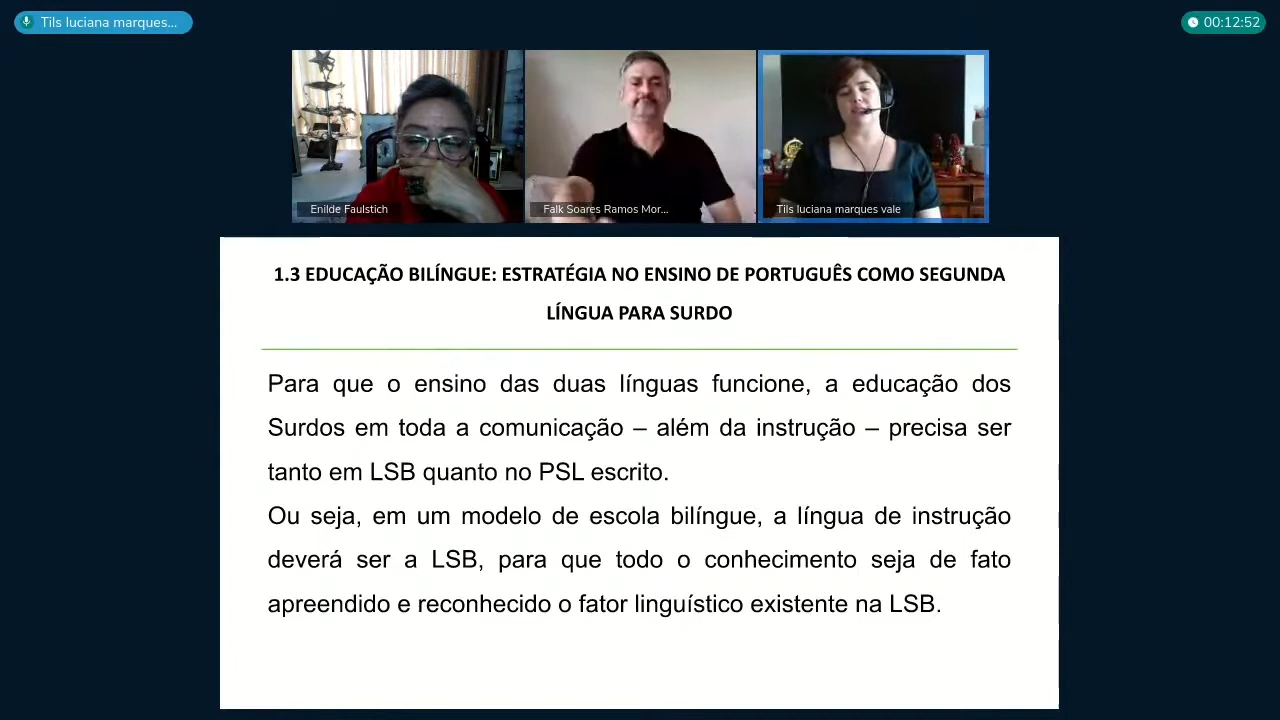 Tils luciana marques...
00:12:52
Enilde Faulstich
Falk Soares Ramos Mor...
Tils luciana marques vale
1.3 EDUCAÇÃO BILÍNGUE: ESTRATÉGIA NO ENSINO DE PORTUGUÊS COMO SEGUNDA
LÍNGUA PARA SURDO
Para que o ensino das duas línguas funcione, a educação dos
Surdos em toda a comunicação – além da instrução – precisa ser
tanto em LSB quanto no PSL escrito.
Ou seja, em um modelo de escola bilíngue, a língua de instrução
deverá ser a LSB, para que todo o conhecimento seja de fato
apreendido e reconhecido o fator linguístico existente na LSB.